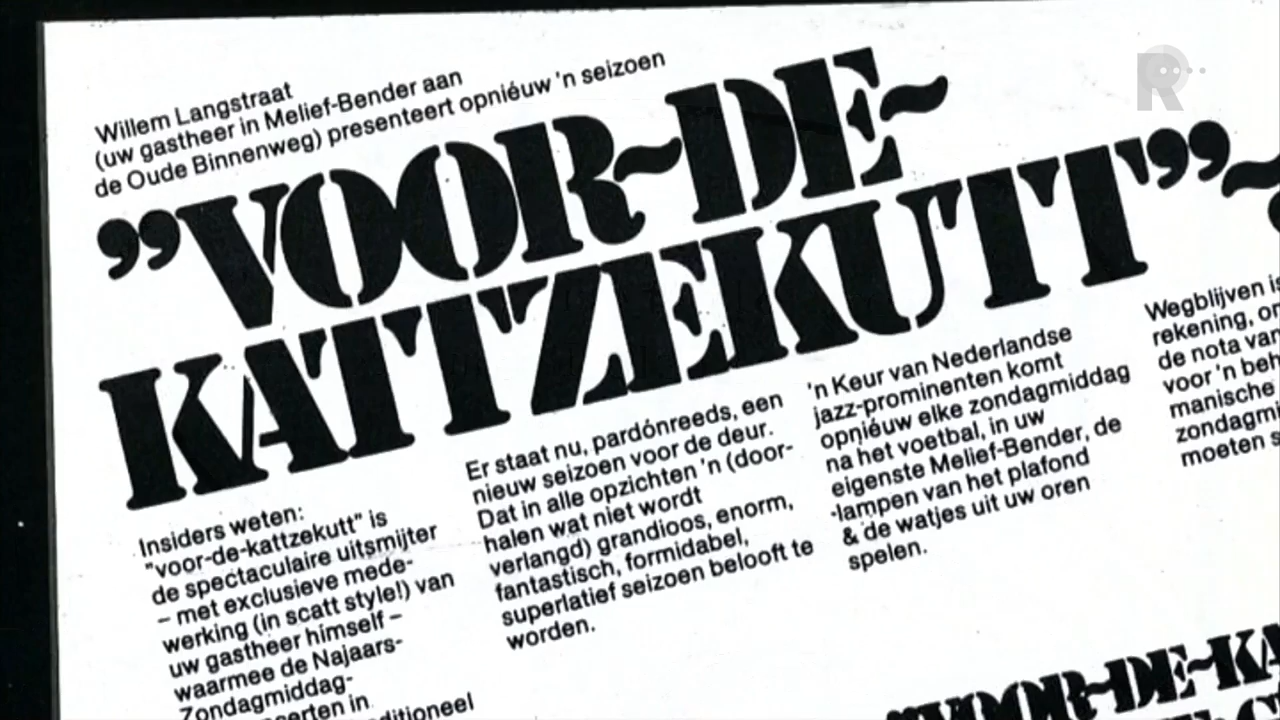 Willem Langstraat
(uw gastheer in Melief-Bender aan
de Oude Binnenweg) presenteert opniéuw 'n seizoen
"VOOR-DE-
KATTZEKUTT"~
Insiders weten:
"voor-de-kattzekutt" is
de spectaculaire uitsmijter
– met exclusieve mede-
werking (in scatt style!) van
uw gastheer himself –
waarmee de Najaars-
Zondagmiddag-
Er staat nu, pardónreeds, een
nieuw seizoen voor de deur.
Dat in alle opzichten 'n (door-
halen wat niet wordt
verlangd) grandioos, enorm,
fantastisch, formidabel,
superlatief seizoen belooft te
worden.
'n Keur van Nederlandse
jazz-prominenten komt
opniéuw elke zondagmiddag
na het voetbal, in uw
eigenste Melief-Bender, de
-lampen van het plafond
& de watjes uit uw oren
spelen.
Wegblijven
rekening,
de nota
voor 'n
manische
moeten
"VOOR-DE-KA
R